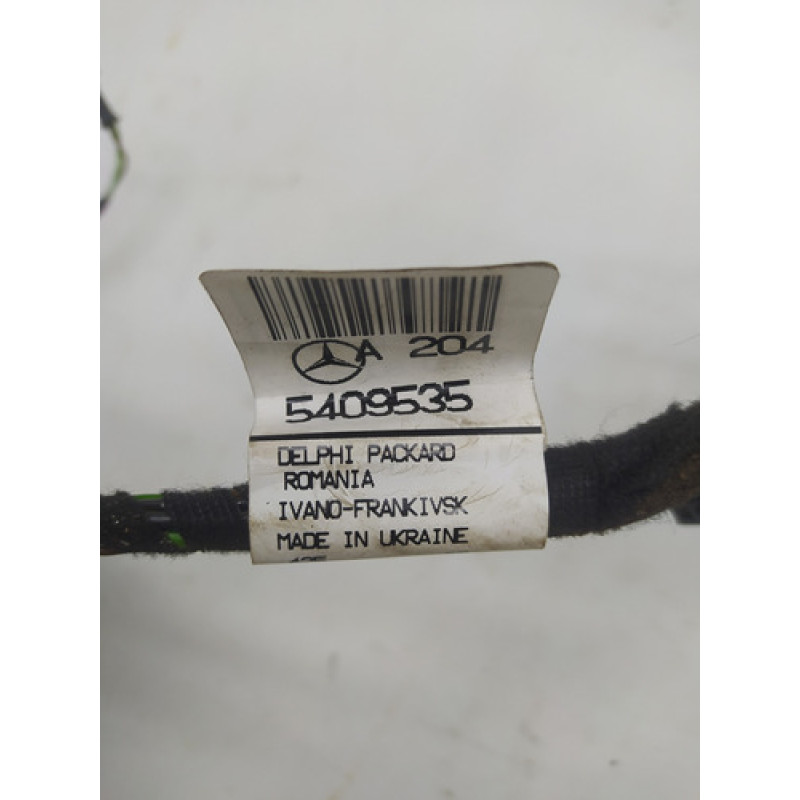 A 204
5409535
DELPHI PACKARD
ROMANIA
IVANO-FRANKIVSK
MADE IN UKRAINE